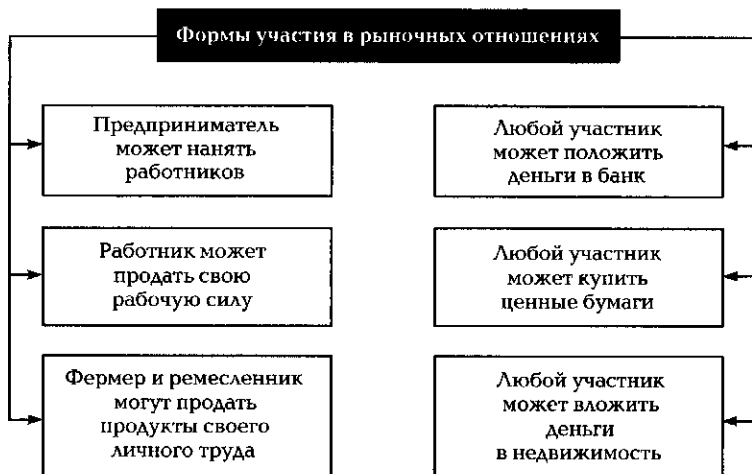 Формы участия в рыночных отношениях
Предприниматель
может нанять
работников
Работник может
продать свою
рабочую силу
Фермер и ремесленник
могут продать
продукты своего
личного труда
Любой участник
может положить
деньги в банк
Любой участник
может купить
ценные бумаги
Любой участник
может вложить
деньги
в недвижимость